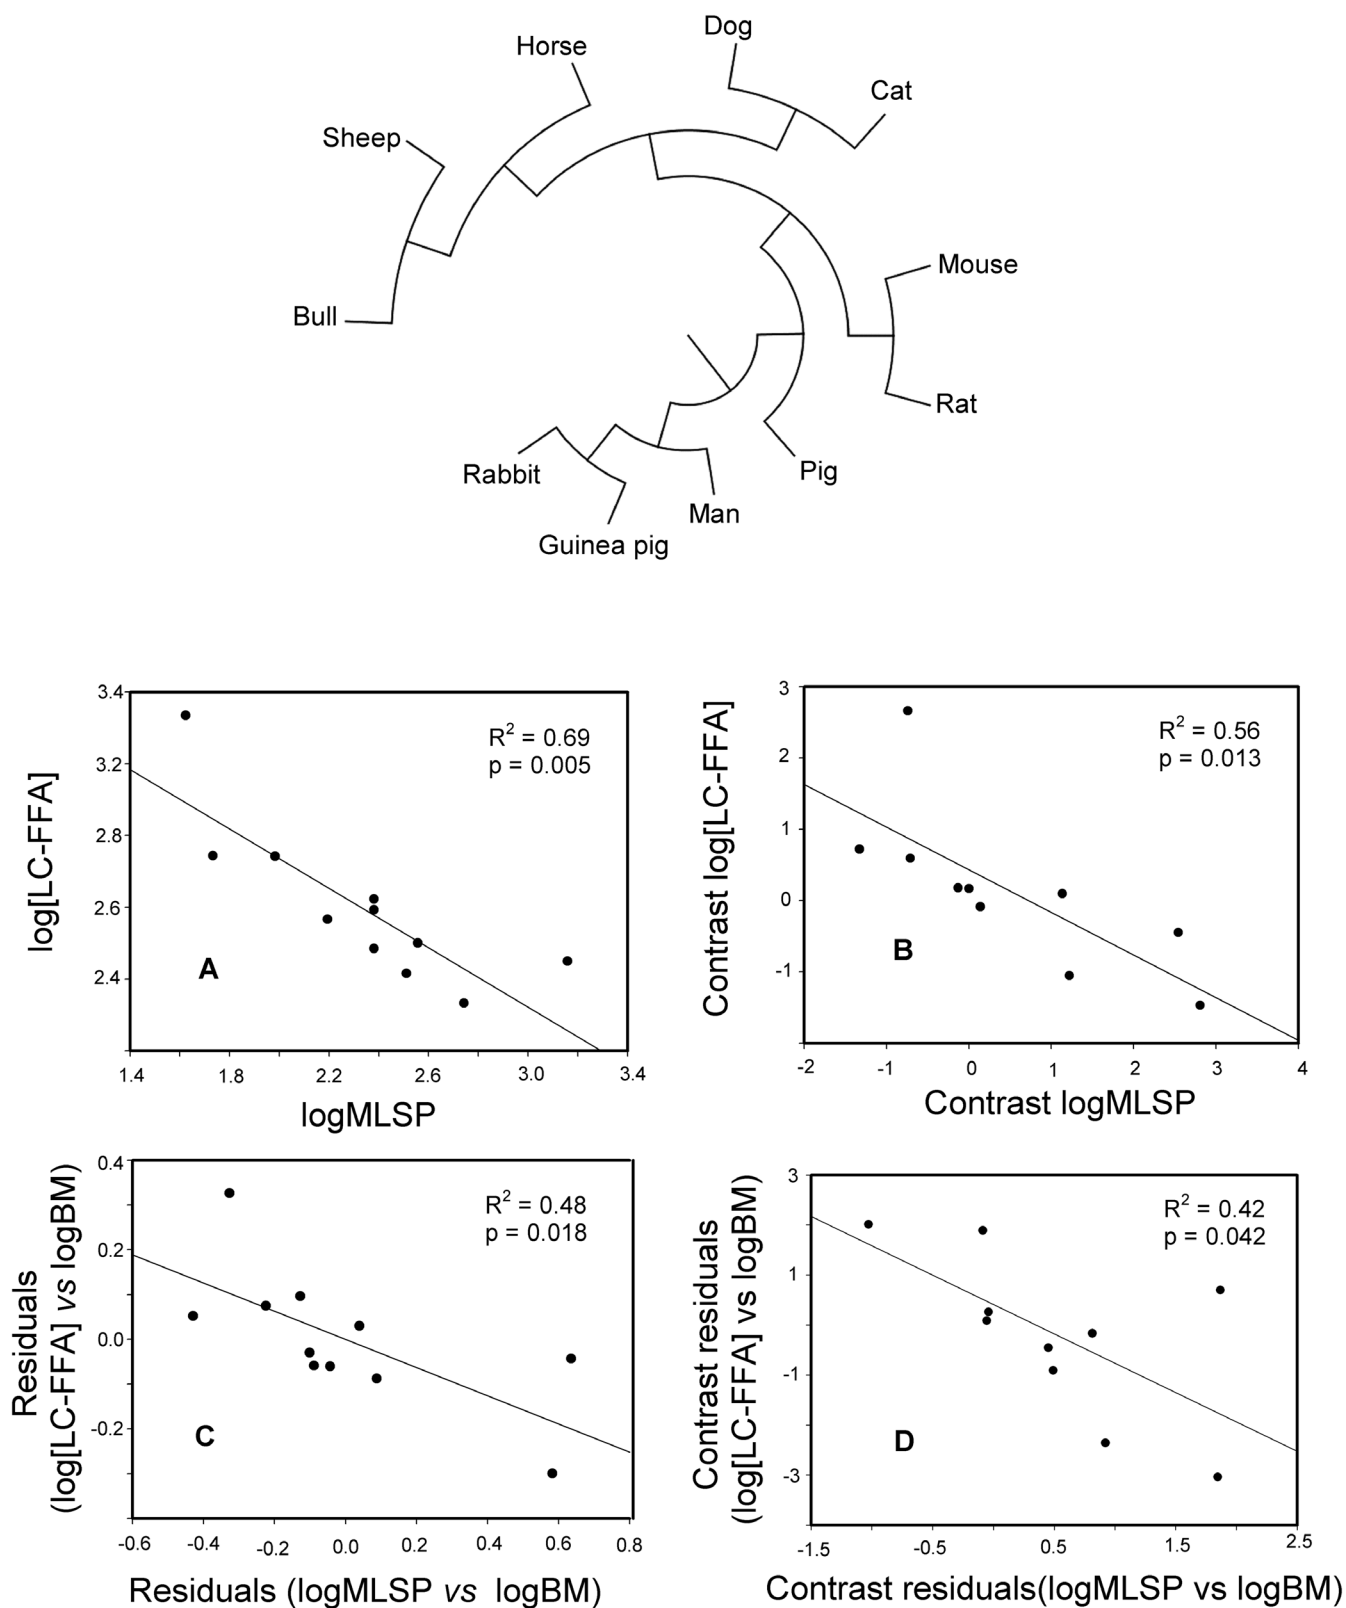 Dog
Horse
Cat
Sheep
Mouse
Bull
Rat
Pig
Rabbit
Man
Guinea pig
3.4
3.2
2.8
2.6
2.4
log[LC-FFA]
R² = 0.69
p = 0.005
A
1.4 1.8 2.2 2.6 3.0 3.4
logMLSP
3
2
1
0
-1
Contrast log[LC-FFA]
R² = 0.56
p = 0.013
B
-2 -1 0 1 2 3 4
Contrast logMLSP
0.4
0.2
0.0
-0.2
Residuals
(log[LC-FFA] vs logBM)
R² = 0.48
p = 0.018
C
-0.6 -0.4 -0.2 0.0 0.2 0.4 0.6 0.8
Residuals (logMLSP vs logBM)
3
1
-1
-3
Contrast residuals
(log[LC-FFA] vs logBM)
R² = 0.42
p = 0.042
D
-1.5 -0.5 0.5 1.5 2.5
Contrast residuals(logMLSP vs logBM)